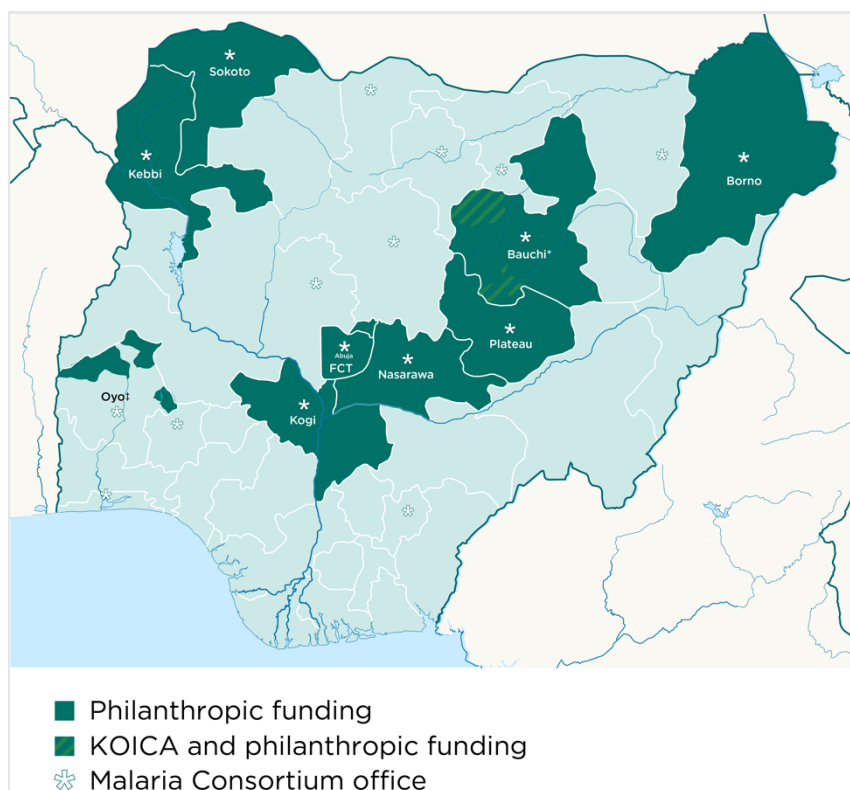 Sokoto
Kebbi
Borno
Bauchi*
Plateau
Abuja
FCT
Nasarawa
Oyo‡
Kogi
Philanthropic funding
KOICA and philanthropic funding
Malaria Consortium office